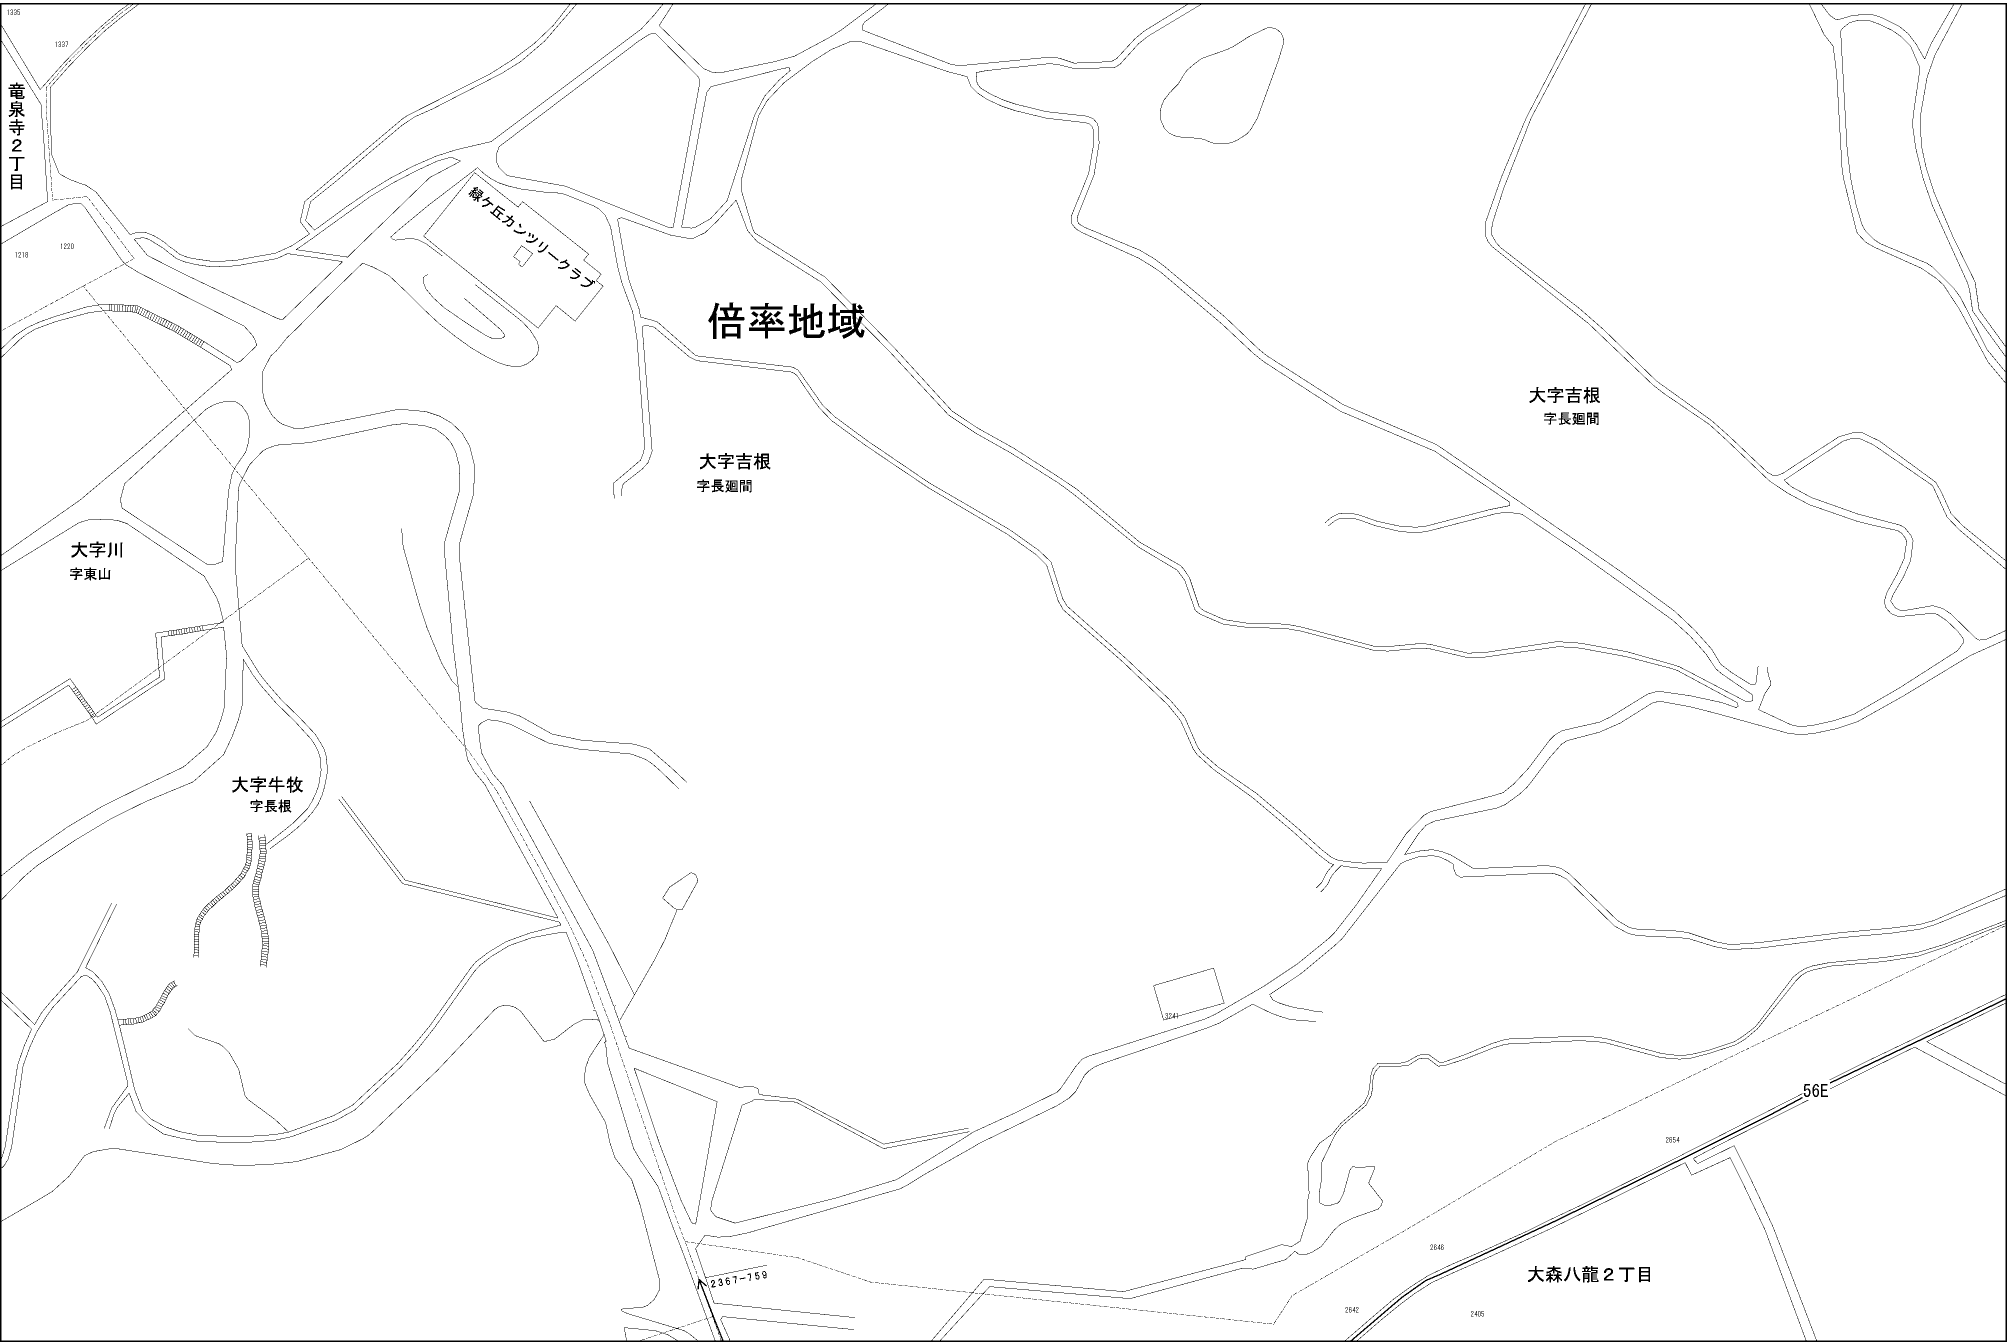 1335
1337
竜泉寺２丁目
1220
1218
緑ケ丘カンツリークラブ
倍率地域
大字吉根
字長廻間
大字吉根
字長廻間
大字川
字東山
大字牛牧
字長根
3241
56E
2654
2646
大森八龍２丁目
2367-759
2642
2405